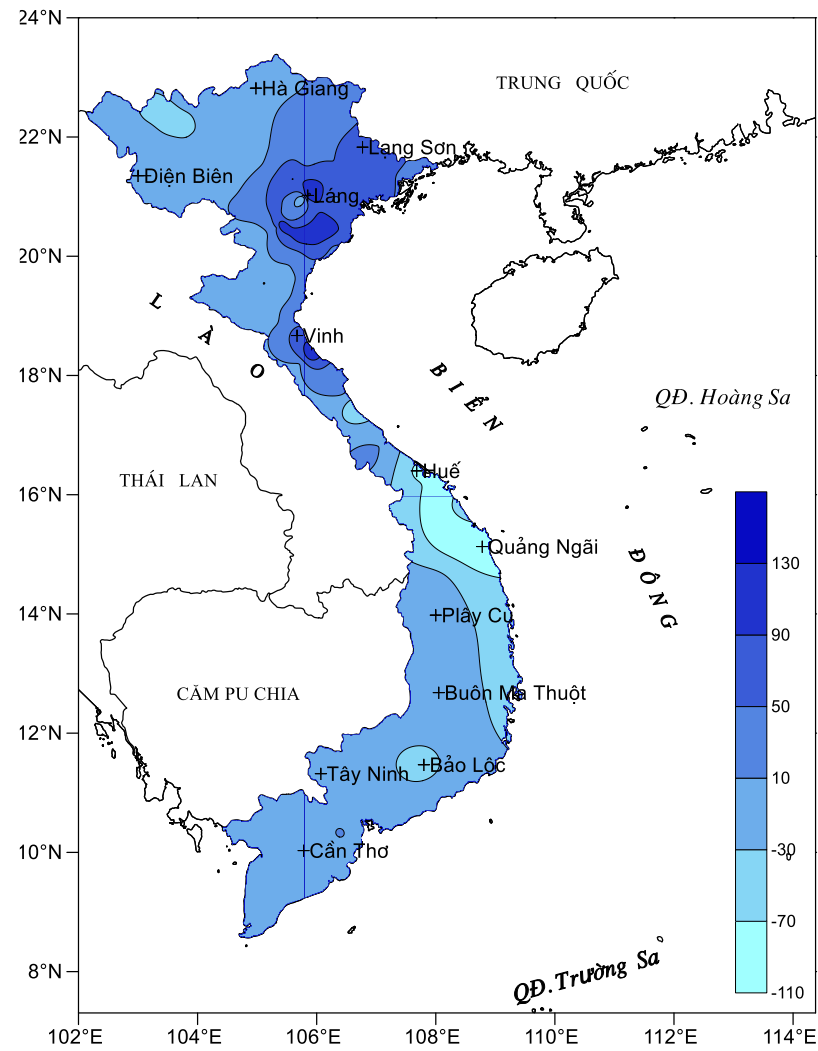 24°N
TRUNG QUỐC
Hà Giang
22°N
Lạng Sơn
Điện Biên
Láng
20°N
LÀO
Vinh
18°N
BIỂN
QĐ. Hoàng Sa
Huế
THÁI LAN
16°N
Quảng Ngãi
ĐÔNG
130
14°N
Plây Cu
90
CĂM PU CHIA
Buôn Ma Thuột
50
12°N
Bảo Lộc
Tây Ninh
10
10°N
Cần Thơ
-30
-70
8°N
QĐ. Trường Sa
-110
102°E 104°E 106°E 108°E 110°E 112°E 114°E